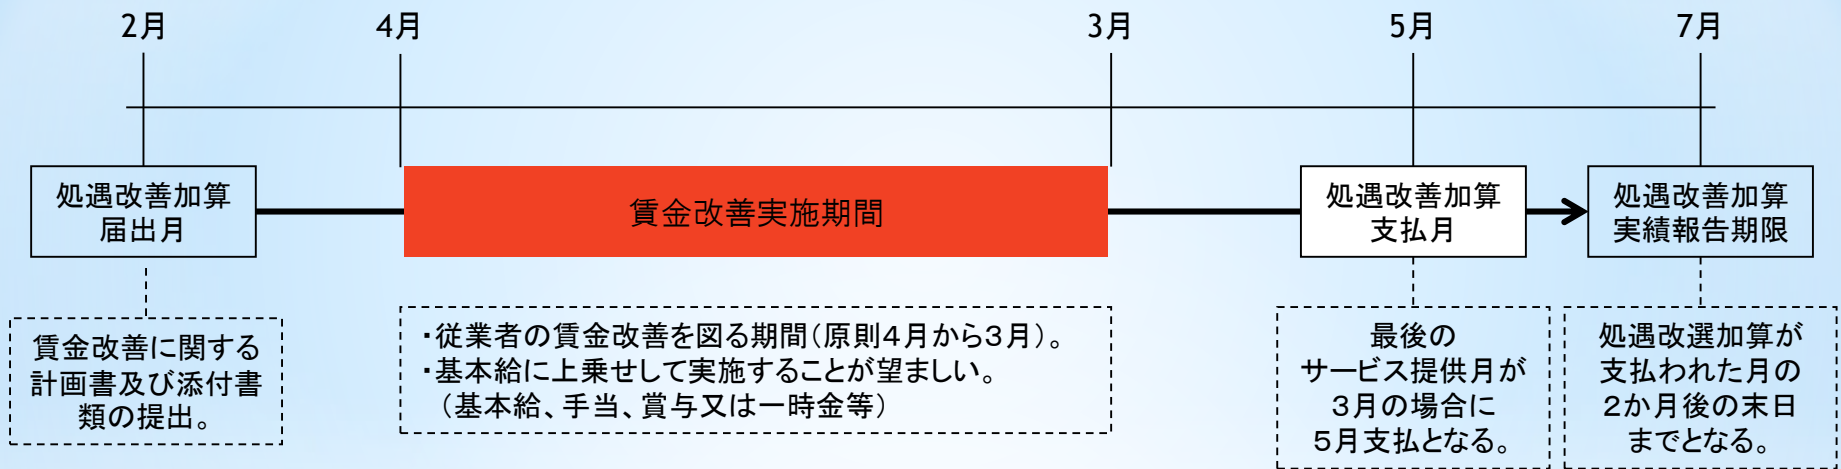 2月
4月
3月
5月
7月
処遇改善加算
届出月
賃金改善実施期間
処遇改善加算
支払月
処遇改善加算
実績報告期限
賃金改善に関する
計画書及び添付書
類の提出。
・従業者の賃金改善を図る期間(原則4月から3月)。
・基本給に上乗せして実施することが望ましい。
(基本給、手当、賞与又は一時金等)
最後の
サービス提供月が
3月の場合に
5月支払となる。
処遇改選加算が
支払われた月の
2か月後の末日
までとなる。